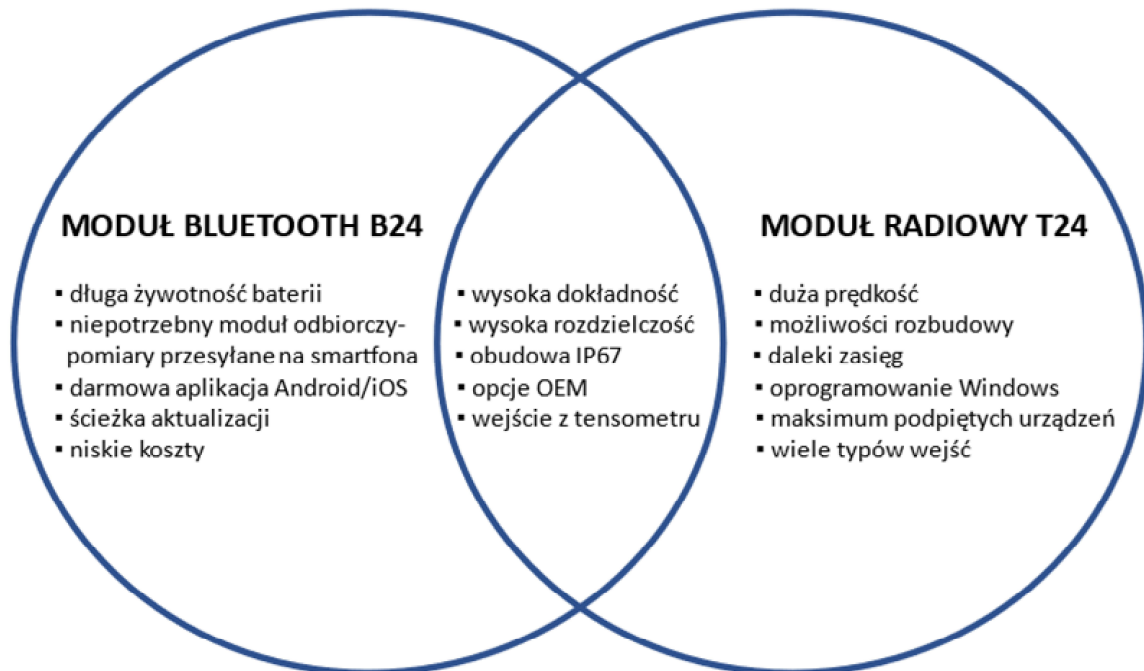 MODUŁ BLUETOOTH B24
▪ długa żywotność baterii
▪ niepotrzebny moduł odbiorczy-
pomiary przesyłane na smartfona
▪ darmowa aplikacja Android/iOS
▪ ścieżka aktualizacji
▪ niskie koszty
▪ wysoka dokładność
▪ wysoka rozdzielczość
▪ obudowa IP67
▪ opcje OEM
▪ wejście z tensometru
MODUŁ RADIOWY T24
▪ duża prędkość
▪ możliwości rozbudowy
▪ daleki zasięg
▪ oprogramowanie Windows
▪ maksimum podpiętych urządzeń
▪ wiele typów wejść